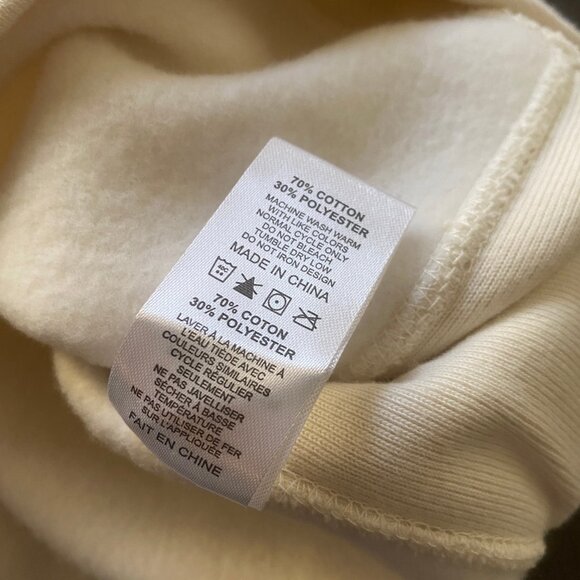 70% COTTON
30% POLYESTER
MACHINE WASH WARM
WITH LIKE COLORS
NORMAL CYCLE ONLY
DO NOT BLEACH
TUMBLE DRY LOW
DO NOT IRON DESIGN
MADE IN CHINA
40C
70% COTON
30% POLYESTER
LAVER À LA MACHINE À
L'EAU TIÈDE AVEC
COULEURS SIMILAIRES
CYCLE RÉGULIER
SEULEMENT
NE PAS JAVELLISER
SÉCHER À BASSE
TEMPÉRATURE
NE PAS UTILISER DE FER
SUR L'APPLIQUÉE
FAIT EN CHINE